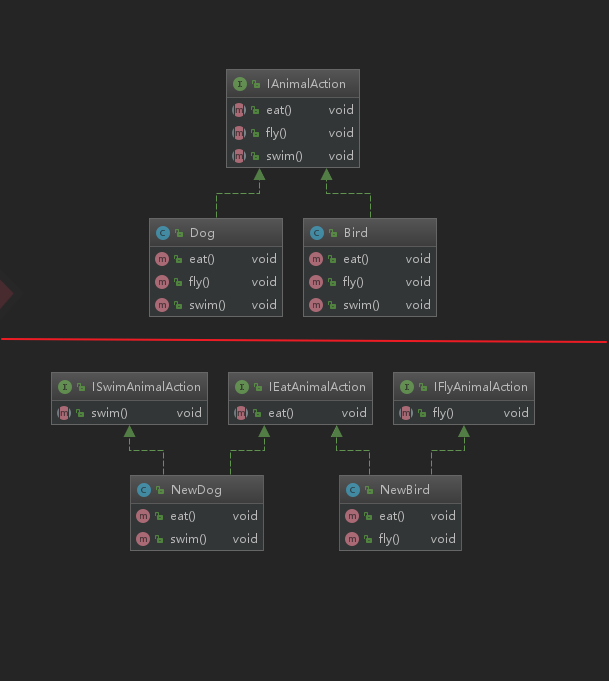 IAnimalAction
eat() void
fly() void
swim() void
Dog
eat() void
fly() void
swim() void
Bird
eat() void
fly() void
swim() void
ISwimAnimalAction
swim() void
IEatAnimalAction
eat() void
IFlyAnimalAction
fly() void
NewDog
eat() void
swim() void
NewBird
eat() void
fly() void